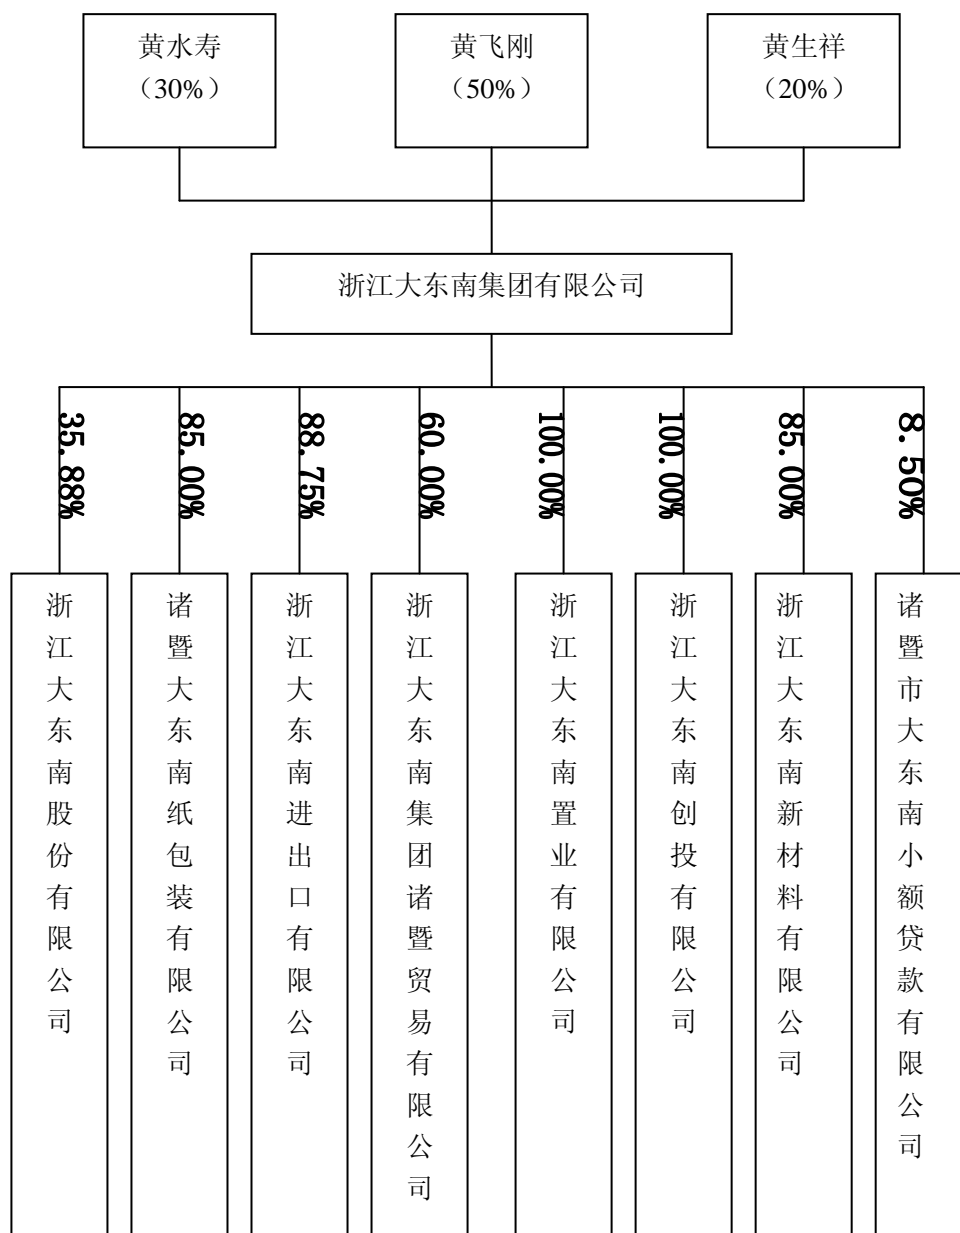 黄水寿
（30%）
黄飞刚
（50%）
黄生祥
（20%）
浙江大东南集团有限公司
35.88%
85.00%
88.75%
60.00%
100.00%
100.00%
85.00%
8.50%
浙江大东南股份有限公司
诸暨大东南纸包装有限公司
浙江大东南进出口有限公司
浙江大东南集团诸暨贸易有限公司
浙江大东南置业有限公司
浙江大东南创投有限公司
浙江大东南新材料有限公司
诸暨市大东南小额贷款有限公司